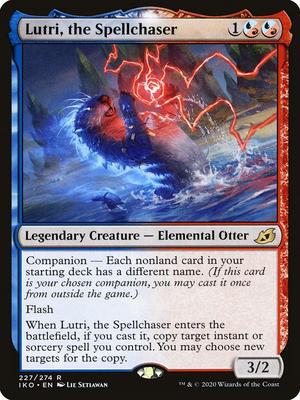 Lutri, the Spellchaser 1
Legendary Creature — Elemental Otter
Companion — Each nonland card in your
starting deck has a different name. (If this card
is your chosen companion, you may cast it once
from outside the game.)
Flash
When Lutri, the Spellchaser enters the
battlefield, if you cast it, copy target instant or
sorcery spell you control. You may choose new
targets for the copy.
3/2
227/274 R
IKO • EN Lie Setiawan
™ & © 2020 Wizards of the Coast